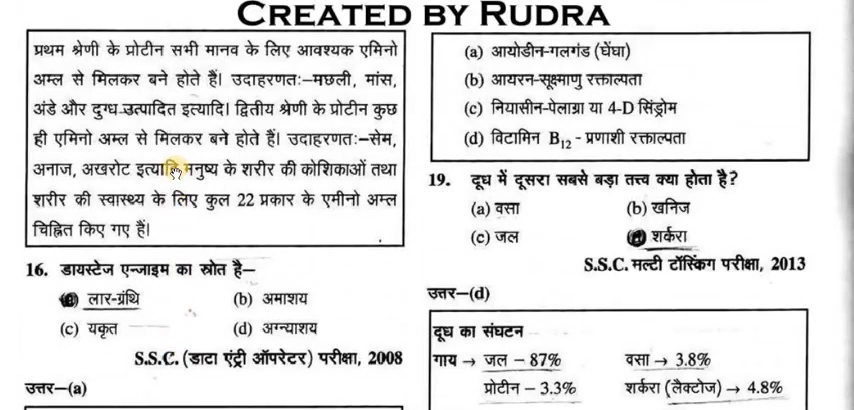 CREATED BY RUDRA
प्रथम श्रेणी के प्रोटीन सभी मानव के लिए आवश्यक एमिनो
अम्ल से मिलकर बने होते हैं। उदाहरणतः–मछली, मांस,
अंडे और दुग्ध-उत्पादित इत्यादि। द्वितीय श्रेणी के प्रोटीन कुछ
ही एमिनो अम्ल से मिलकर बने होते हैं। उदाहरणतः–सेम,
अनाज, अखरोट इत्यादि मनुष्य के शरीर की कोशिकाओं तथा
शरीर की स्वास्थ्य के लिए कुल 22 प्रकार के एमीनो अम्ल
चिह्नित किए गए हैं।
16. डायस्टेज एन्जाइम का स्रोत है–
(a) लार-ग्रंथि (b) अमाशय
(c) यकृत (d) अग्न्याशय
S.S.C. (डाटा एंट्री ऑपरेटर) परीक्षा, 2008
उत्तर–(a)
(a) आयोडीन-गलगंड (घेंघा)
(b) आयरन-सूक्ष्माणु रक्ताल्पता
(c) नियासीन-पेलाग्रा या 4-D सिंड्रोम
(d) विटामिन B12 - प्रणाशी रक्ताल्पता
19. दूध में दूसरा सबसे बड़ा तत्त्व क्या होता है?
(a) वसा (b) खनिज
(c) जल (d) शर्करा
S.S.C. मल्टी टॉस्किंग परीक्षा, 2013
उत्तर–(d)
दूध का संघटन
गाय → जल – 87% वसा → 3.8%
प्रोटीन – 3.3% शर्करा (लैक्टोज) → 4.8%